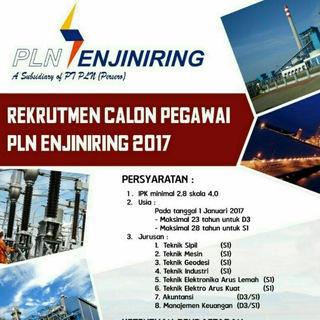 PLN ENJINIRING
A Subsidiary of PT PLN (Persero)
REKRUTMEN CALON PEGAWAI
PLN ENJINIRING 2017
PERSYARATAN :
1. IPK minimal 2,8 skala 4,0
2. Usia :
Pada tanggal 1 Januari 2017
- Maksimal 23 tahun untuk D3
- Maksimal 28 tahun untuk S1
3. Jurusan :
1. Teknik Sipil (S1)
2. Teknik Mesin (S1)
3. Teknik Geodesi (S1)
4. Teknik Industri (S1)
5. Teknik Elektronika Arus Lemah (S1)
6. Teknik Elektro Arus Kuat (S1)
7. Akuntansi (D3/S1)
8. Manajemen Keuangan (D3/S1)